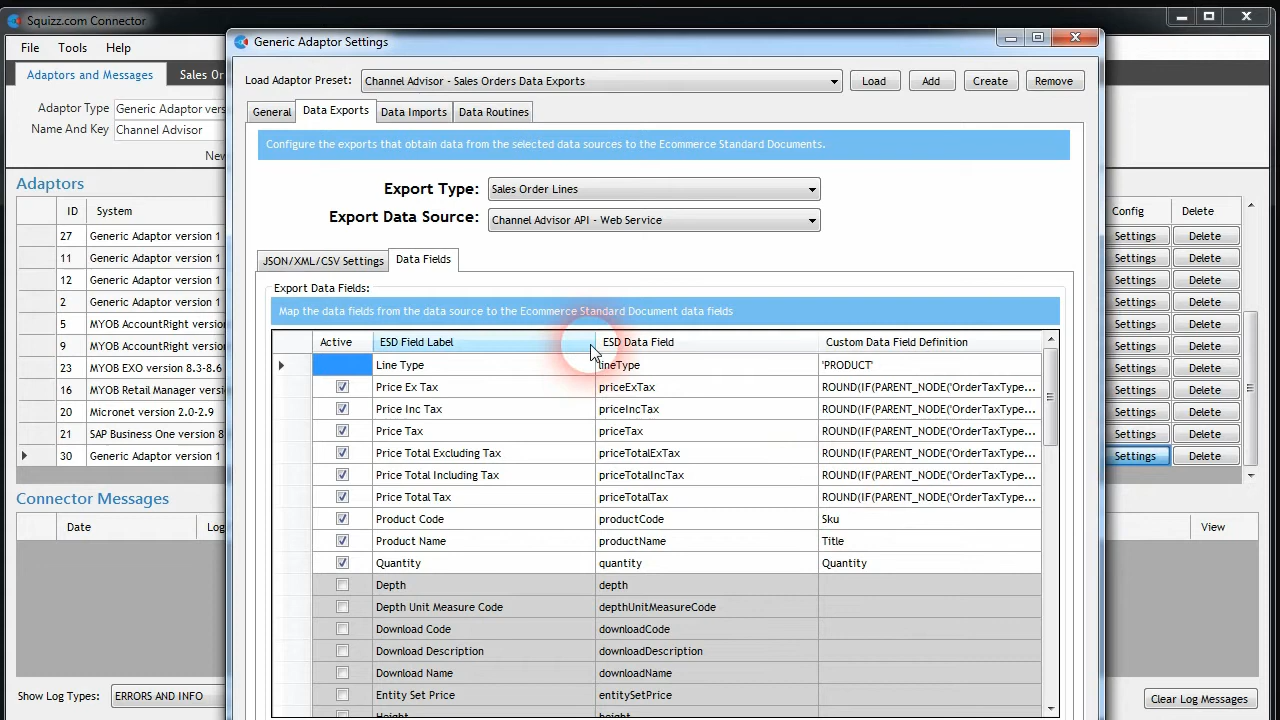 Squizz.com Connector
File Tools Help
Adaptors and Messages Sales Or
Adaptor Type Generic Adaptor vers
Name And Key Channel Advisor
New
Adaptors
ID System
27 Generic Adaptor version 1
11 Generic Adaptor version 1
12 Generic Adaptor version 1
2 Generic Adaptor version 1
5 MYOB AccountRight versio
9 MYOB AccountRight versio
23 MYOB EXO version 8.3-8.6
16 MYOB Retail Manager versi
20 Micronet version 2.0-2.9
21 SAP Business One version 8
30 Generic Adaptor version 1
Connector Messages
Date Log
Show Log Types: ERRORS AND INFO
Generic Adaptor Settings
Load Adaptor Preset: Channel Advisor - Sales Orders Data Exports Load Add Create Remove
General Data Exports Data Imports Data Routines
Configure the exports that obtain data from the selected data sources to the Ecommerce Standard Documents.
Export Type: Sales Order Lines
Export Data Source: Channel Advisor API - Web Service
JSON/XML/CSV Settings Data Fields
Export Data Fields:
Map the data fields from the data source to the Ecommerce Standard Document data fields
Active ESD Field Label ESD Data Field Custom Data Field Definition
Line Type lineType 'PRODUCT'
Price Ex Tax priceExTax ROUND(IF(PARENT_NODE('OrderTaxType...
Price Inc Tax priceIncTax ROUND(IF(PARENT_NODE('OrderTaxType...
Price Tax priceTax ROUND(IF(PARENT_NODE('OrderTaxType...
Price Total Excluding Tax priceTotalExTax ROUND(IF(PARENT_NODE('OrderTaxType...
Price Total Including Tax priceTotalIncTax ROUND(IF(PARENT_NODE('OrderTaxType...
Price Total Tax priceTotalTax ROUND(IF(PARENT_NODE('OrderTaxType...
Product Code productCode Sku
Product Name productName Title
Quantity quantity Quantity
Depth depth
Depth Unit Measure Code depthUnitMeasureCode
Download Code downloadCode
Download Description downloadDescription
Download Name downloadName
Entity Set Price entitySetPrice
Height height
Config Delete
Settings Delete
Settings Delete
Settings Delete
Settings Delete
Settings Delete
Settings Delete
Settings Delete
Settings Delete
Settings Delete
Settings Delete
Settings Delete
View
Clear Log Messages